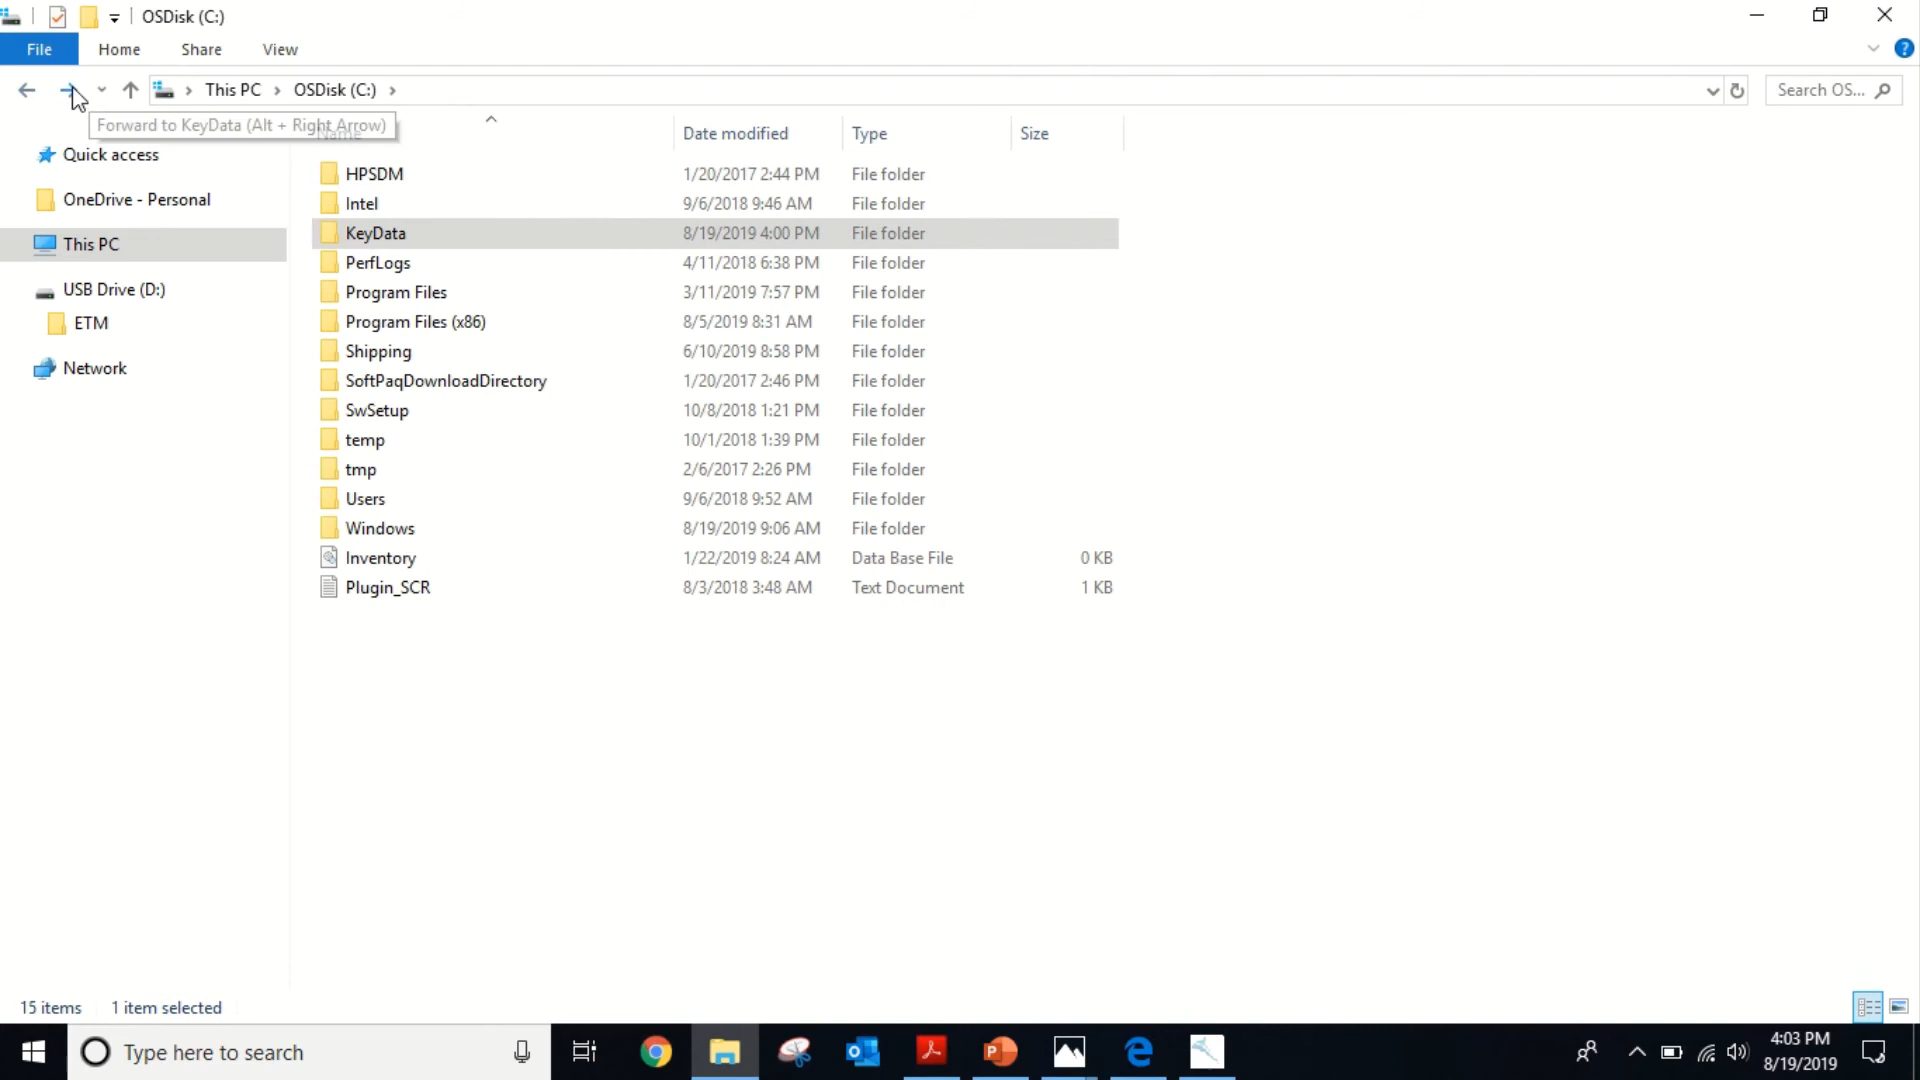 OSDisk (C:)
File Home Share View
This PC OSDisk (C:) Search OS...
Forward to KeyData (Alt + Right Arrow)
Name Date modified Type Size
Quick access
OneDrive - Personal
This PC
USB Drive (D:)
ETM
Network
HPSDM 1/20/2017 2:44 PM File folder
Intel 9/6/2018 9:46 AM File folder
KeyData 8/19/2019 4:00 PM File folder
PerfLogs 4/11/2018 6:38 PM File folder
Program Files 3/11/2019 7:57 PM File folder
Program Files (x86) 8/5/2019 8:31 AM File folder
Shipping 6/10/2019 8:58 PM File folder
SoftPaqDownloadDirectory 1/20/2017 2:46 PM File folder
SwSetup 10/8/2018 1:21 PM File folder
temp 10/1/2018 1:39 PM File folder
tmp 2/6/2017 2:26 PM File folder
Users 9/6/2018 9:52 AM File folder
Windows 8/19/2019 9:06 AM File folder
Inventory 1/22/2019 8:24 AM Data Base File 0 KB
Plugin_SCR 8/3/2018 3:48 AM Text Document 1 KB
15 items 1 item selected
Type here to search
4:03 PM
8/19/2019